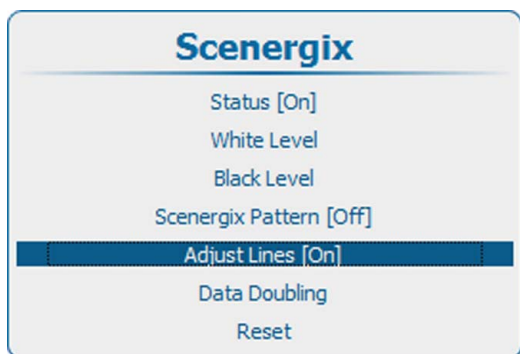 Scenergix
Status [On]
White Level
Black Level
Scenergix Pattern [Off]
Adjust Lines [On]
Data Doubling
Reset